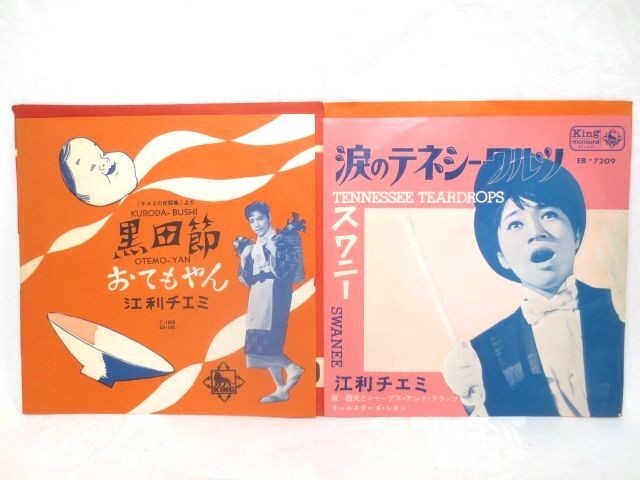 「チエミの民謡集」より
KURODA-BUSHI
黒田節
OTEMO-YAN
おてもやん
江利チエミ
KING
King
monaural
EB-7209
涙のテネシーワルツ
TENNESSEE TEARDROPS
スワニー
SWANEE
江利チエミ
オールスターズ・レオン